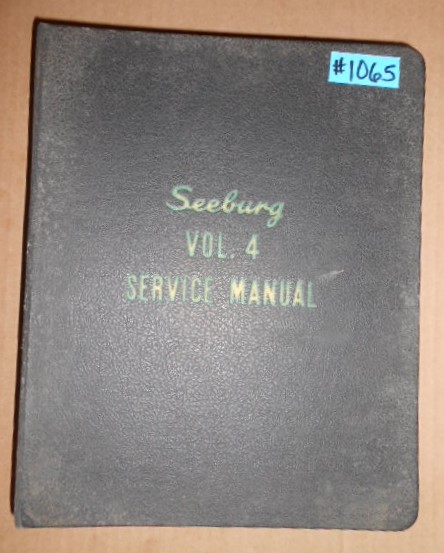 #1065
Seeburg
VOL. 4
SERVICE MANUAL